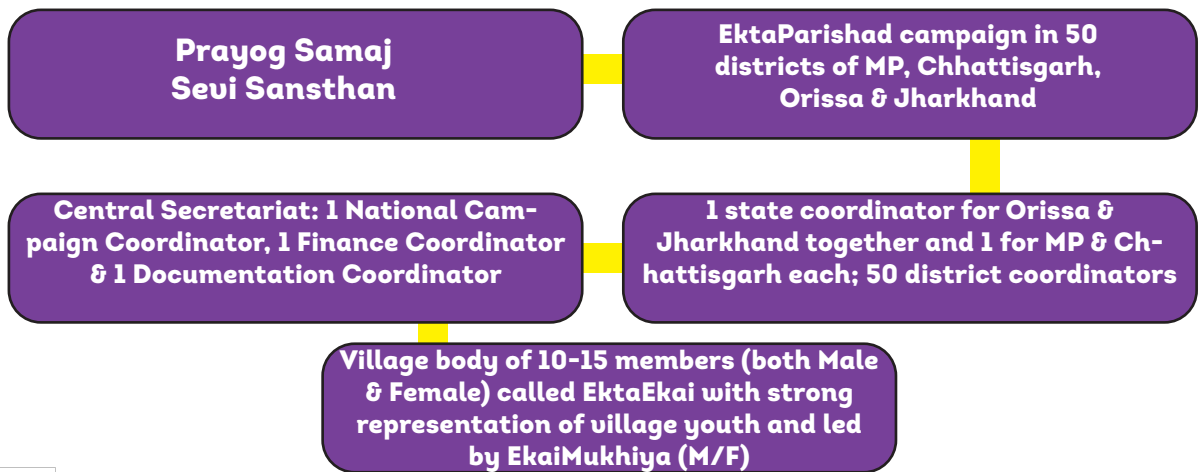 Prayog Samaj
Sevi Sansthan
EktaParishad campaign in 50
districts of MP, Chhattisgarh,
Orissa & Jharkhand
Central Secretariat: 1 National Cam-
paign Coordinator, 1 Finance Coordinator
& 1 Documentation Coordinator
1 state coordinator for Orissa &
Jharkhand together and 1 for MP & Ch-
hattisgarh each; 50 district coordinators
Village body of 10-15 members (both Male
& Female) called EktaEkai with strong
representation of village youth and led
by EkaiMukhiya (M/F)